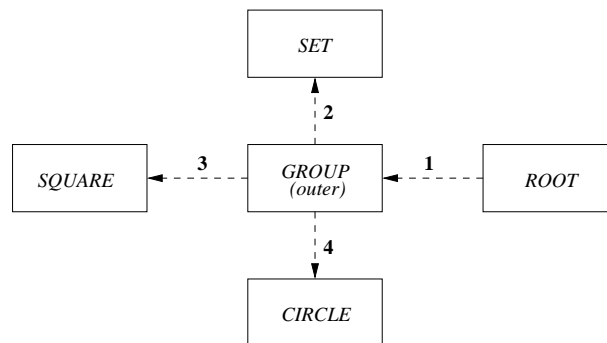 SET
2
SQUARE
3
GROUP
(outer)
1
ROOT
4
CIRCLE